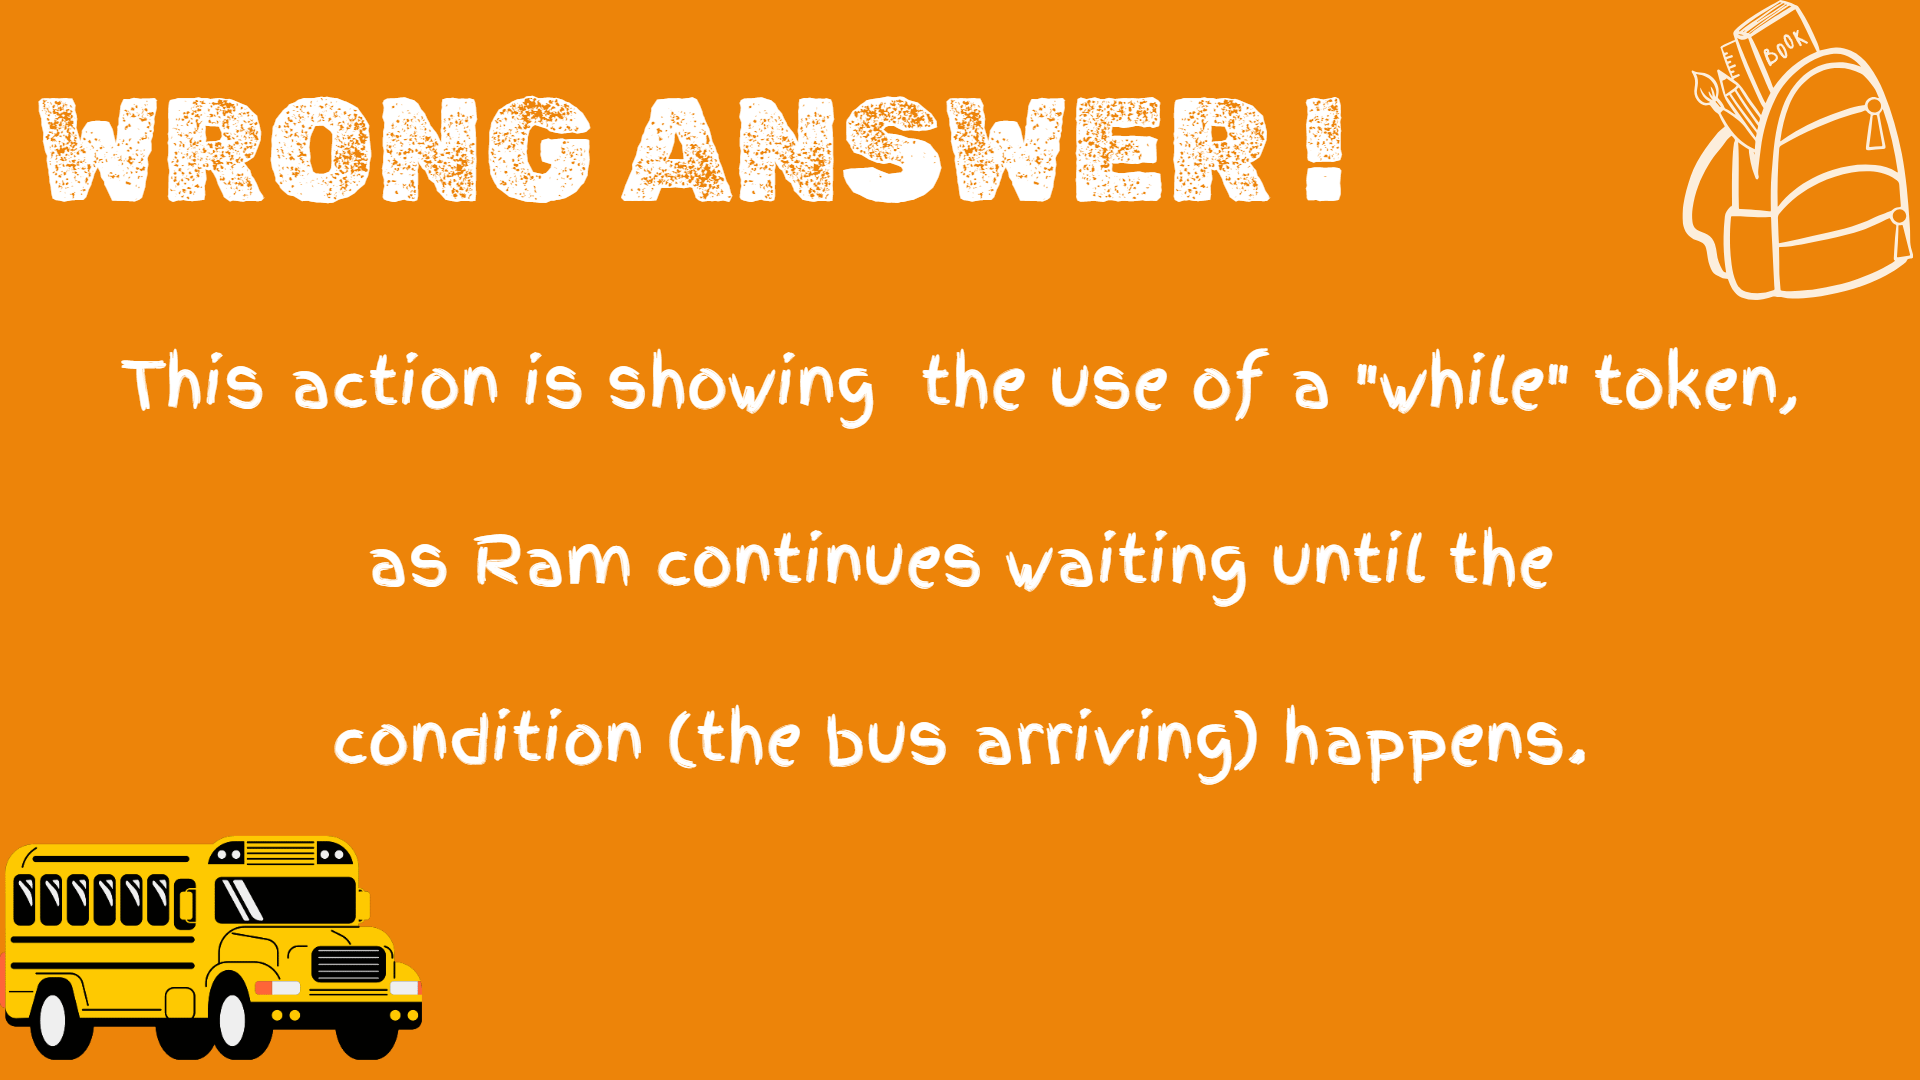 BOOK
WRONG ANSWER !
This action is showing the use of a "while" token,
as Ram continues waiting until the
condition (the bus arriving) happens.